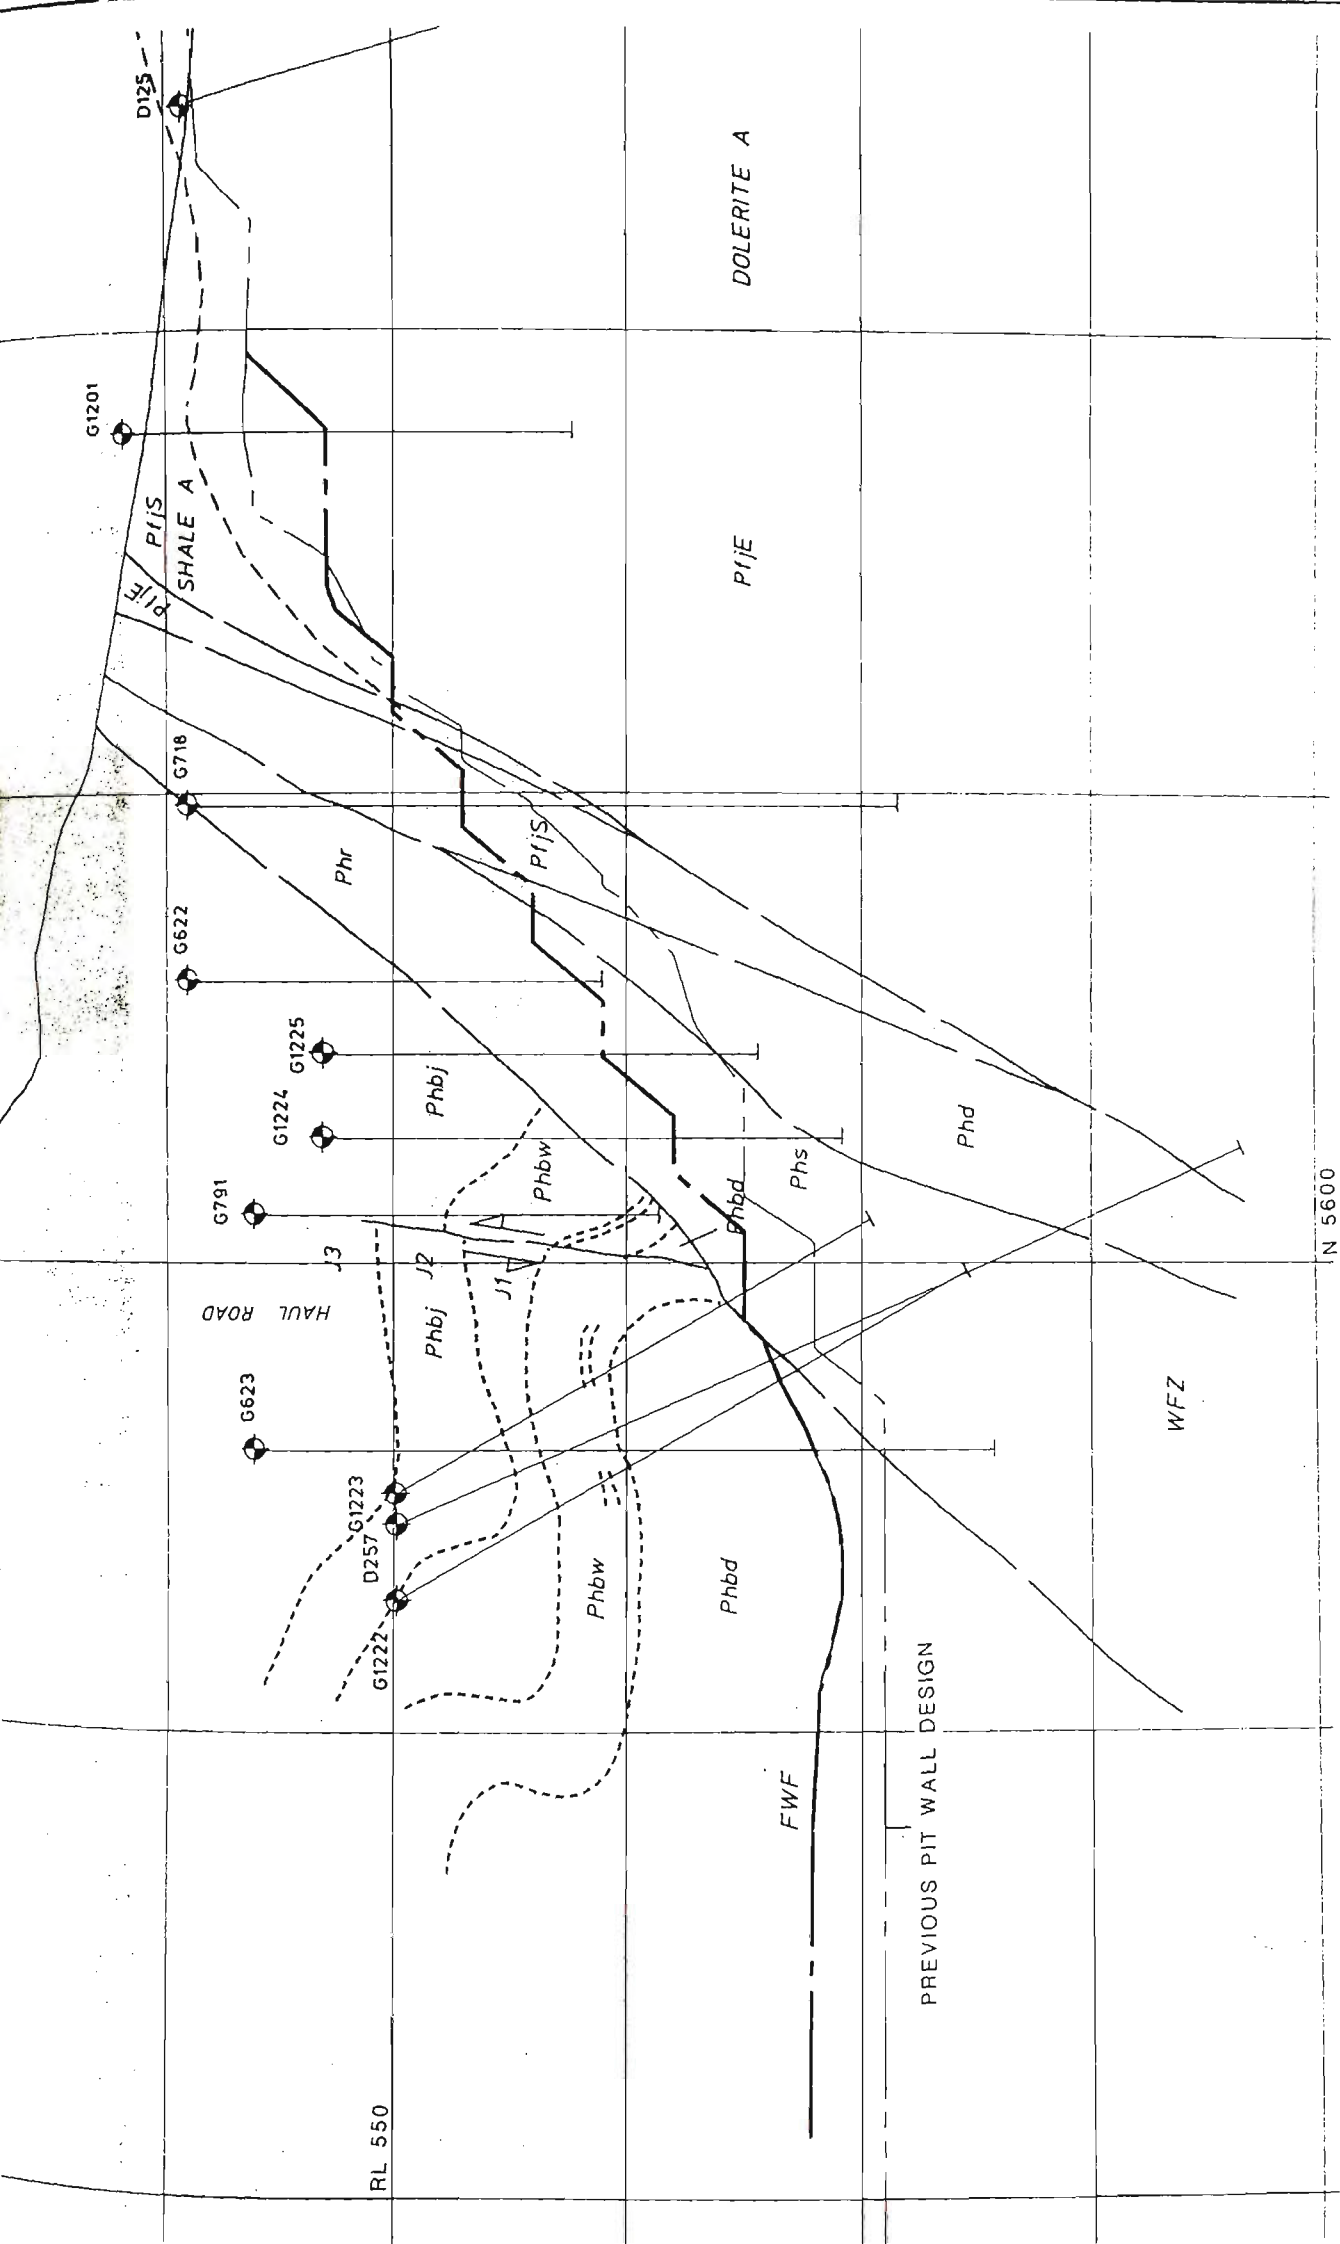 D125
G1201
PfjS
SHALE A
PfjE
DOLERITE A
G718
Phr
PfjS
PfjE
G622
G1225
G1224
Phbj
G791
Phbw
Phbd
Phs
Phd
J3
J2
J1
HAUL ROAD
Phbj
N 5600
G623
G1223
D257
G1222
Phbw
Phbd
WFZ
FWF
PREVIOUS PIT WALL DESIGN
RL 550